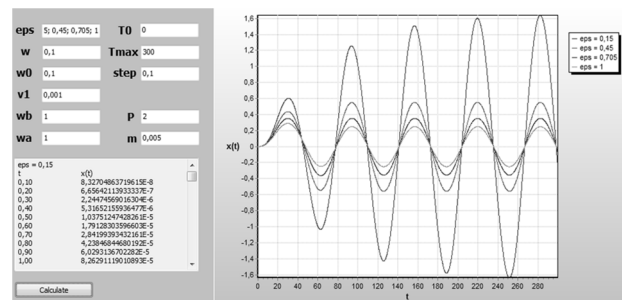 eps 5; 0,45; 0,705; 1 T0 0
w 0,1 Tmax 300
w0 0,1 step 0,1
v1 0,001
wb 1 P 2
wa 1 m 0,005
eps = 0,15
t x(t)
0,10 8,32704863719615E-8
0,20 6,65642113933337E-7
0,30 2,24474569016304E-6
0,40 5,31652155936477E-6
0,50 1,03751247428261E-5
0,60 1,79128303596603E-5
0,70 2,84199393432161E-5
0,80 4,23846844680192E-5
0,90 6,0293136702282E-5
1,00 8,26291119010893E-5
Calculate
1,6
1,4
1,2
1
0,8
0,6
0,4
0,2
0
-0,2
-0,4
-0,6
-0,8
-1
-1,2
-1,4
-1,6
x(t)
0 20 40 60 80 100 120 140 160 180 200 220 240 260 280
t
eps = 0,15
eps = 0,45
eps = 0,705
eps = 1